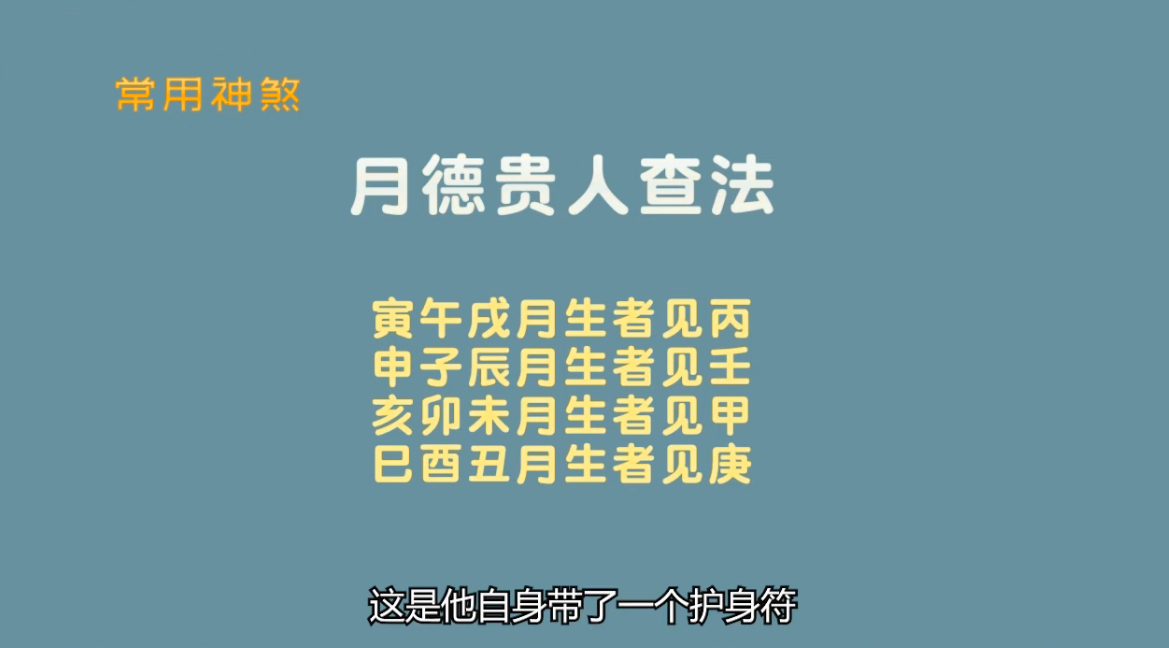 常用神煞
月德贵人查法
寅午戌月生者见丙
申子辰月生者见壬
亥卯未月生者见甲
巳酉丑月生者见庚
这是他自身带了一个护身符